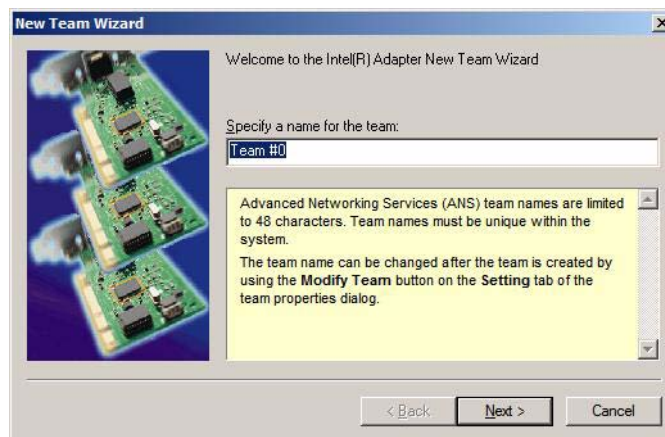 New Team Wizard
Welcome to the Intel(R) Adapter New Team Wizard
Specify a name for the team:
Team #0
Advanced Networking Services (ANS) team names are limited
to 48 characters. Team names must be unique within the
system.
The team name can be changed after the team is created by
using the Modify Team button on the Setting tab of the
team properties dialog.
< Back
Next >
Cancel